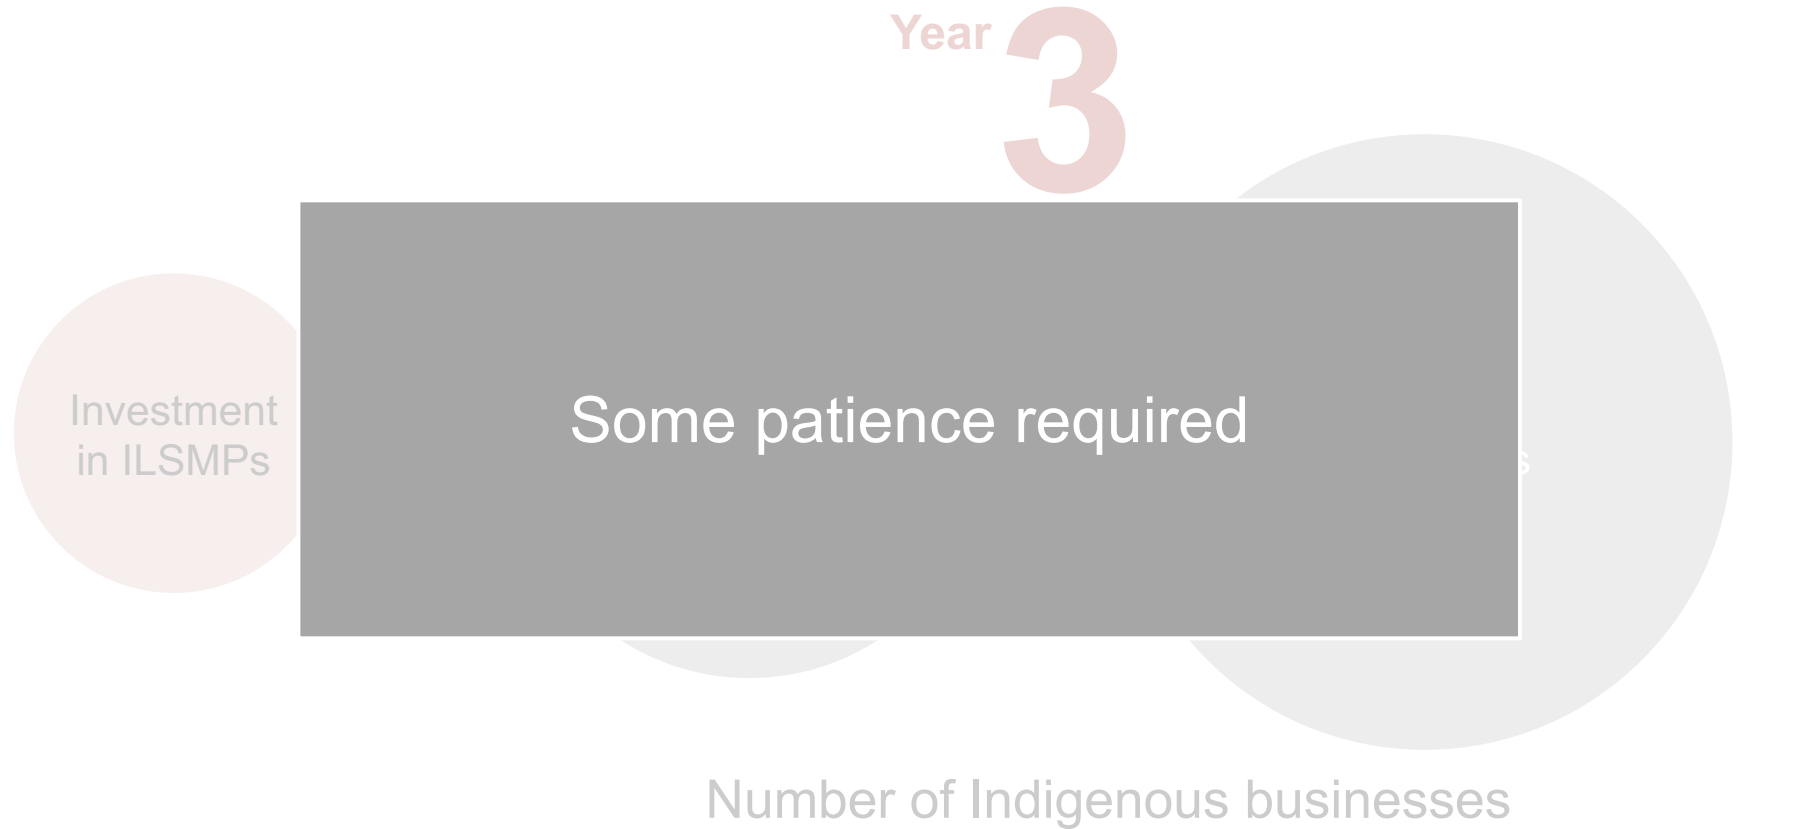 Year 3
Investment
in ILSMPs
Some patience required
s
Number of Indigenous businesses